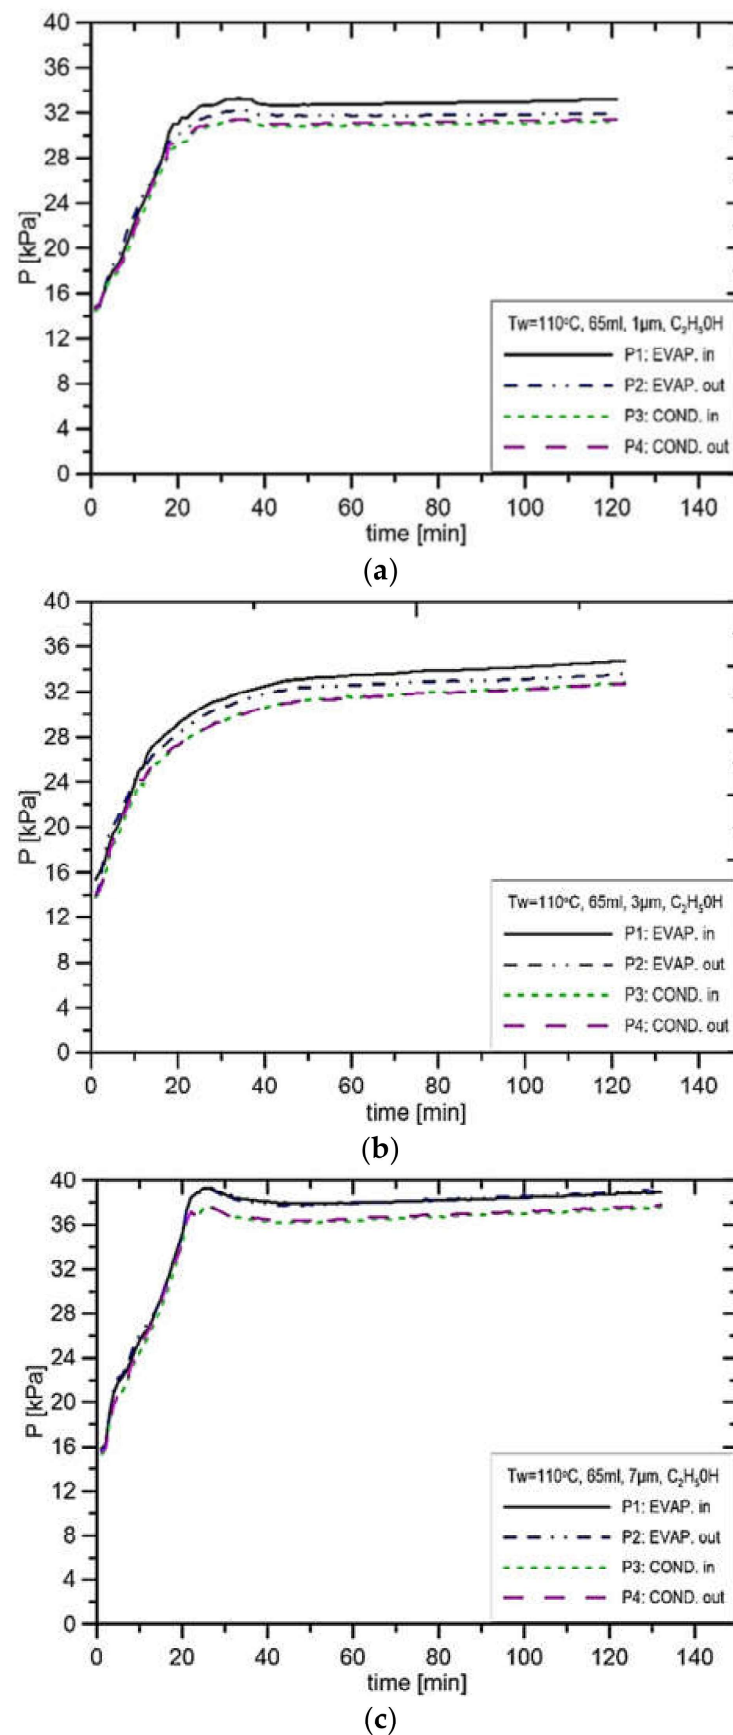 40
36
32
28
24
20
16
12
8
4
0
P [kPa]
Tw=110°C, 65ml, 1µm, C₂H₅0H
P1: EVAP. in
P2: EVAP. out
P3: COND. in
P4: COND. out
0 20 40 60 80 100 120 140
time [min]
(a)
40
36
32
28
24
20
16
12
8
4
0
P [kPa]
Tw=110°C, 65ml, 3µm, C₂H₅0H
P1: EVAP. in
P2: EVAP. out
P3: COND. in
P4: COND. out
0 20 40 60 80 100 120 140
time [min]
(b)
40
36
32
28
24
20
16
12
8
4
0
P [kPa]
Tw=110°C, 65ml, 7µm, C₂H₅0H
P1: EVAP. in
P2: EVAP. out
P3: COND. in
P4: COND. out
0 20 40 60 80 100 120 140
time [min]
(c)